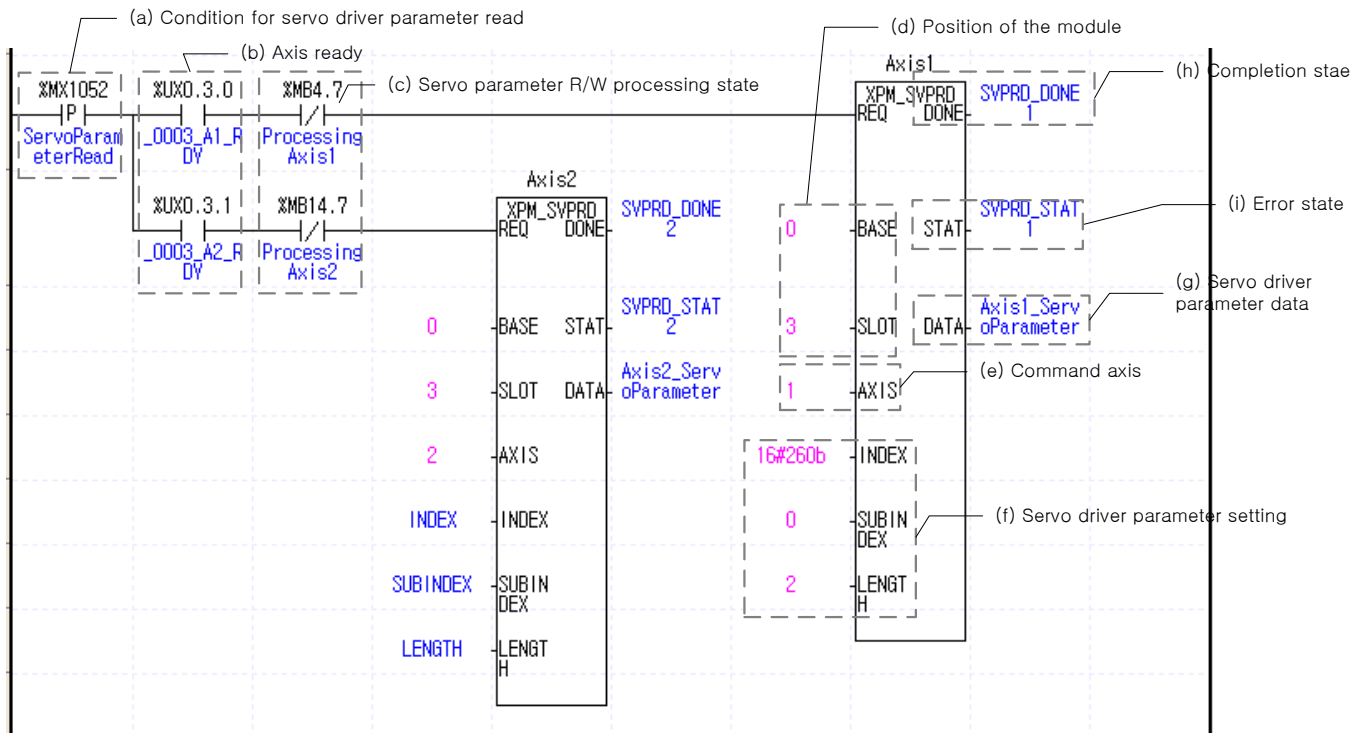 (a) Condition for servo driver parameter read
(b) Axis ready
(c) Servo parameter R/W processing state
(d) Position of the module
(h) Completion stae
%MX1052
P
ServoParam
eterRead
%UX0.3.0
_0003_A1_R
DY
%MB4.7
Processing
Axis1
%UX0.3.1
_0003_A2_R
DY
%MB14.7
Processing
Axis2
Axis2
XPM_SVPRD
REQ DONE
SVPRD_DONE
2
0 BASE STAT
SVPRD_STAT
2
3 SLOT DATA
Axis2_Serv
oParameter
2 AXIS
INDEX INDEX
SUBINDEX SUBIN
DEX
LENGTH LENGT
H
Axis1
XPM_SVPRD
REQ DONE
SVPRD_DONE
1
0 BASE STAT
SVPRD_STAT
1
(i) Error state
3 SLOT DATA
Axis1_Serv
oParameter
(g) Servo driver
parameter data
1 AXIS
(e) Command axis
16#260b INDEX
0 SUBIN
DEX
(f) Servo driver parameter setting
2 LENGT
H